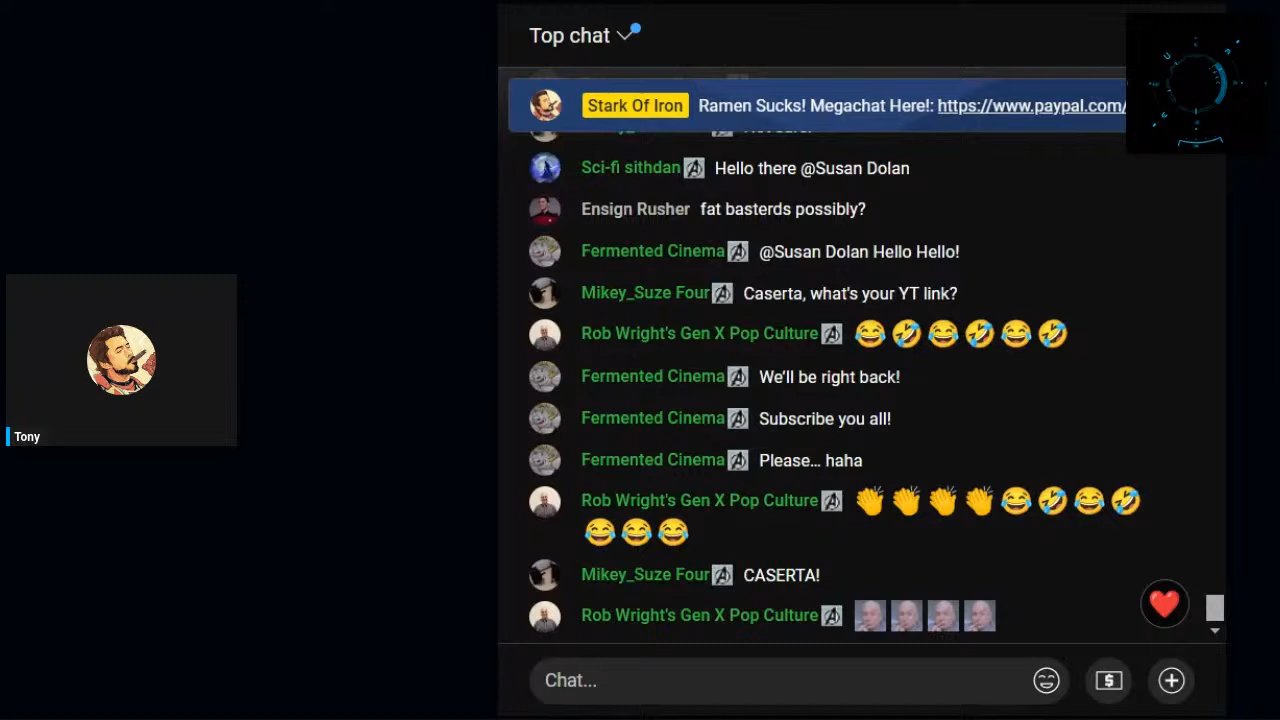 Top chat
Stark Of Iron Ramen Sucks! Megachat Here!: https://www.paypal.com/
Sci-fi sithdan Hello there @Susan Dolan
Ensign Rusher fat basterds possibly?
Fermented Cinema @Susan Dolan Hello Hello!
Mikey_Suze Four Caserta, what's your YT link?
Rob Wright's Gen X Pop Culture 😂🤣😂🤣😂🤣
Fermented Cinema We'll be right back!
Fermented Cinema Subscribe you all!
Tony
Fermented Cinema Please... haha
Rob Wright's Gen X Pop Culture 👏👏👏👏😂🤣😂🤣
😂😂😂
Mikey_Suze Four CASERTA!
Rob Wright's Gen X Pop Culture
Chat...